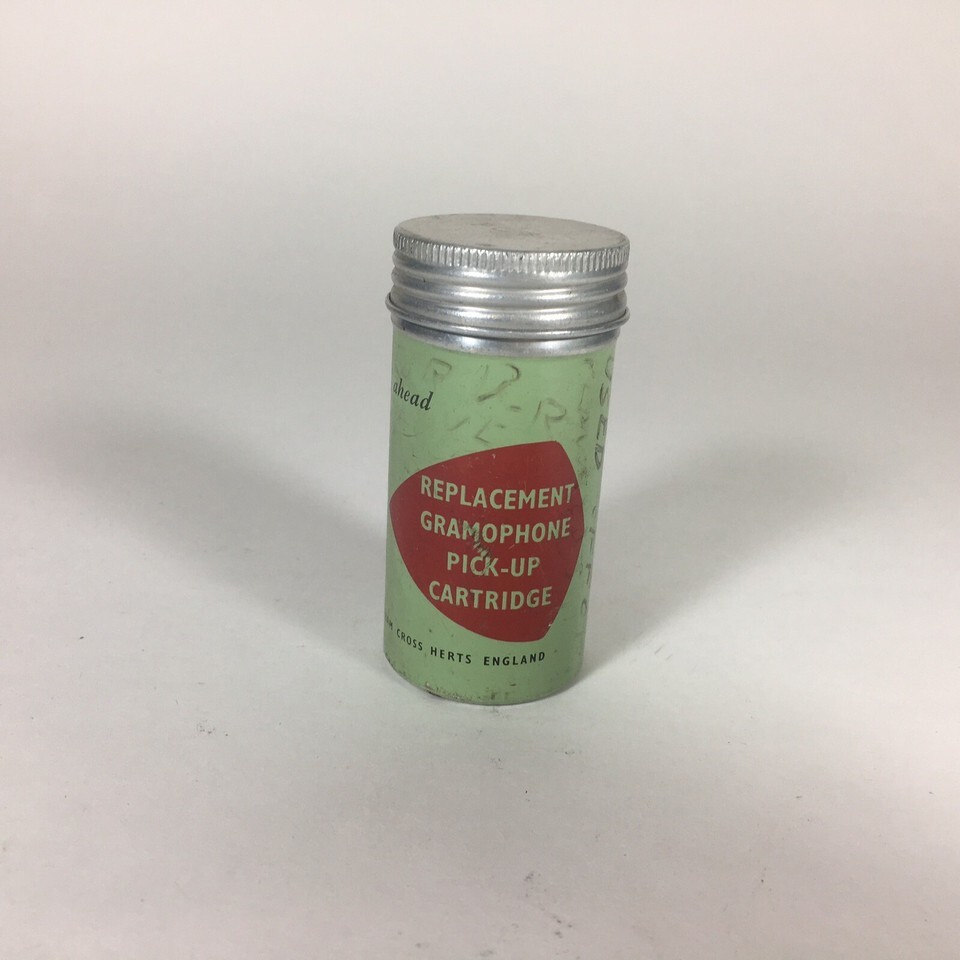 ahead
REPLACEMENT
GRAMOPHONE
PICK-UP
CARTRIDGE
CROSS HERTS ENGLAND